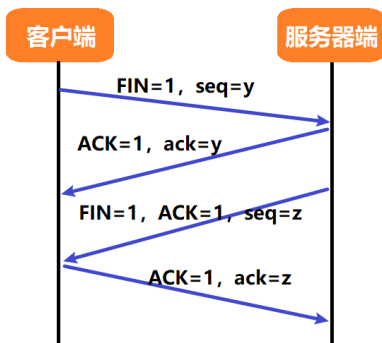 客户端
服务器端
FIN=1，seq=y
ACK=1，ack=y
FIN=1，ACK=1，seq=z
ACK=1，ack=z